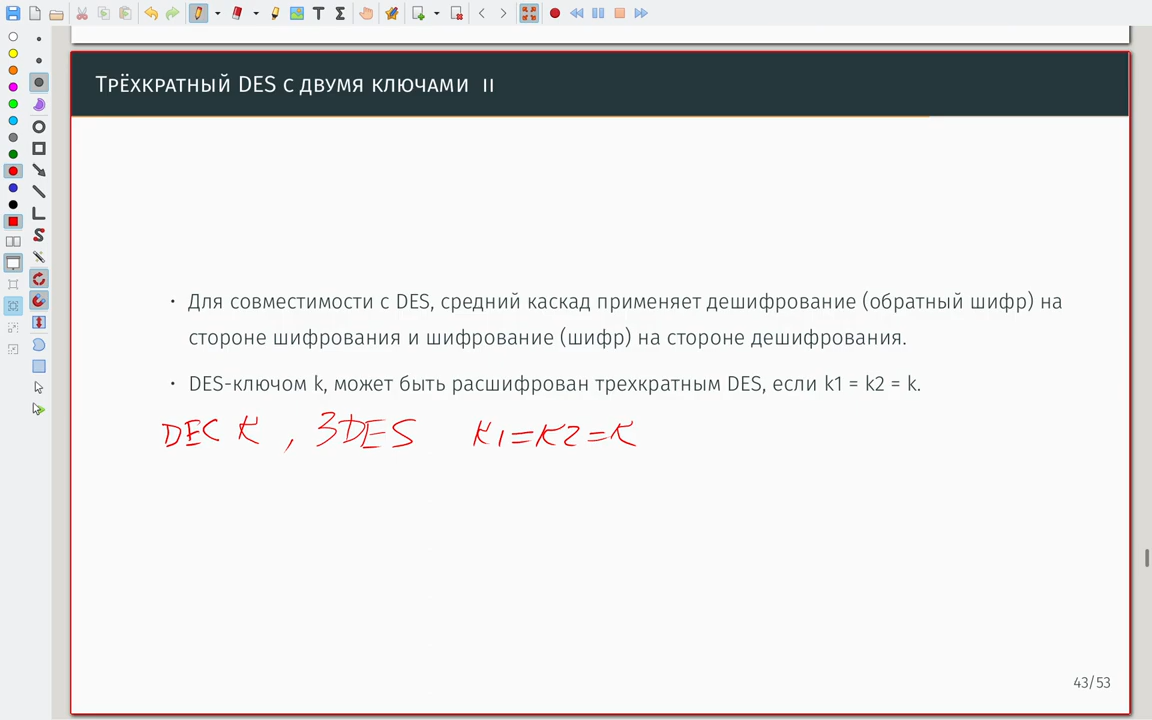 Трёхкратный DES с двумя ключами II
• Для совместимости с DES, средний каскад применяет дешифрование (обратный шифр) на
стороне шифрования и шифрование (шифр) на стороне дешифрования.
• DES-ключом k, может быть расшифрован трехкратным DES, если k1 = k2 = k.
DEC K , 3DES K1=K2=K
43/53